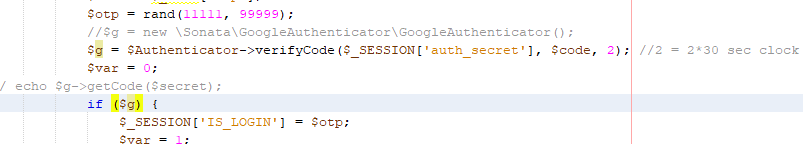 $otp = rand(11111, 99999);
//$g = new \Sonata\GoogleAuthenticator\GoogleAuthenticator();
$g = $Authenticator->verifyCode($_SESSION['auth_secret'], $code, 2); //2 = 2*30 sec clock
$var = 0;
/ echo $g->getCode($secret);
if ($g) {
$_SESSION['IS_LOGIN'] = $otp;
$var = 1;